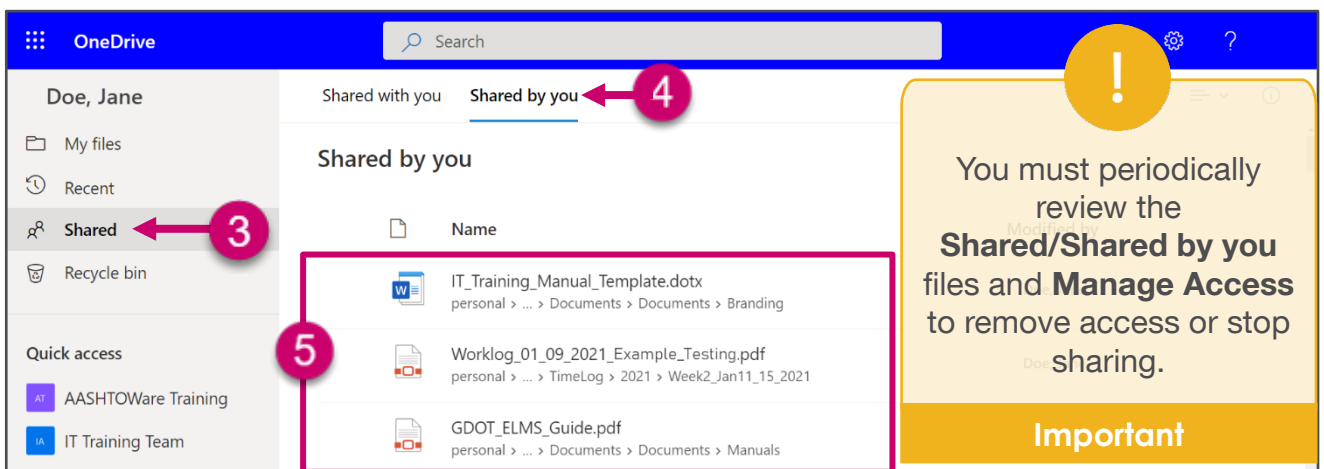 OneDrive
Search
?
Doe, Jane
My files
Recent
Shared
3
Recycle bin
Quick access
AT AASHTOWare Training
IA IT Training Team
Shared with you Shared by you
4
Shared by you
Name
Modified by
5
IT_Training_Manual_Template.dotx
personal > ... > Documents > Documents > Branding
Worklog_01_09_2021_Example_Testing.pdf
personal > ... > TimeLog > 2021 > Week2_Jan11_15_2021
GDOT_ELMS_Guide.pdf
personal > ... > Documents > Documents > Manuals
!
You must periodically
review the
Shared/Shared by you
files and Manage Access
to remove access or stop
sharing.
Important